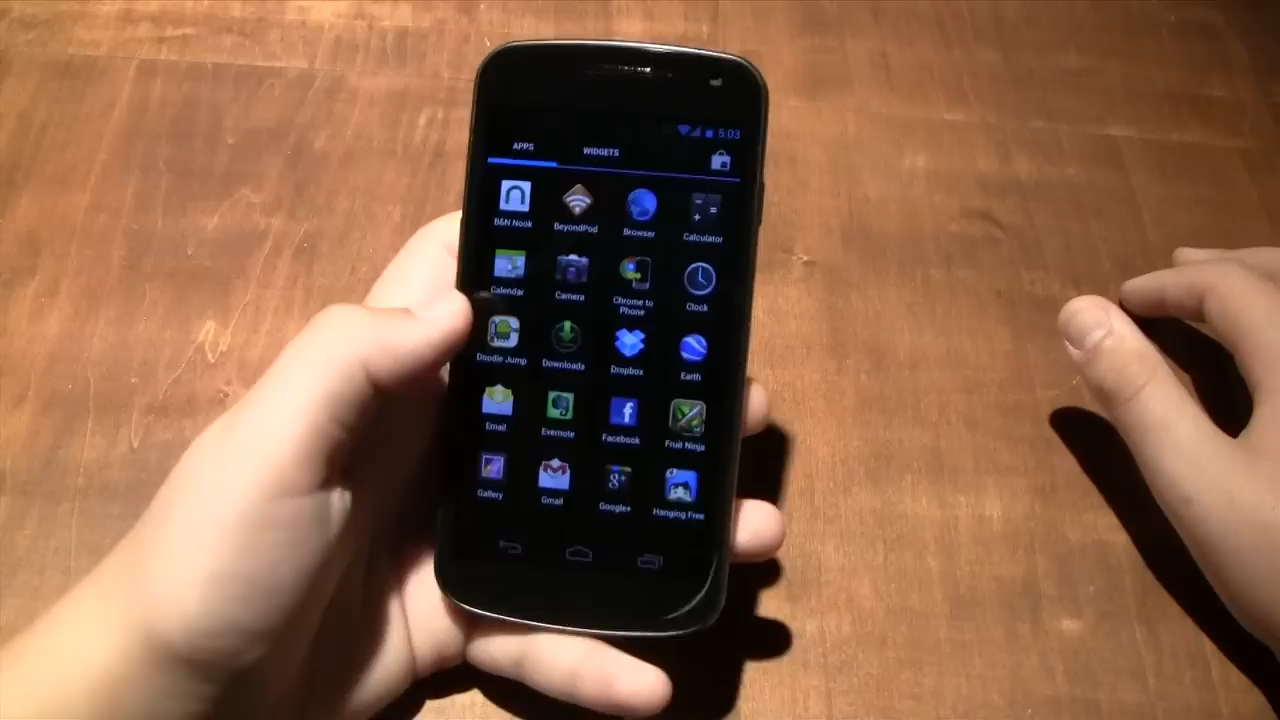 5:03
APPS WIDGETS
B&N Nook BeyondPod Browser Calculator
Calendar Camera Chrome to Phone Clock
Doodle Jump Downloads Dropbox Earth
Email Evernote Facebook Fruit Ninja
Gallery Gmail Google+ Hanging Free